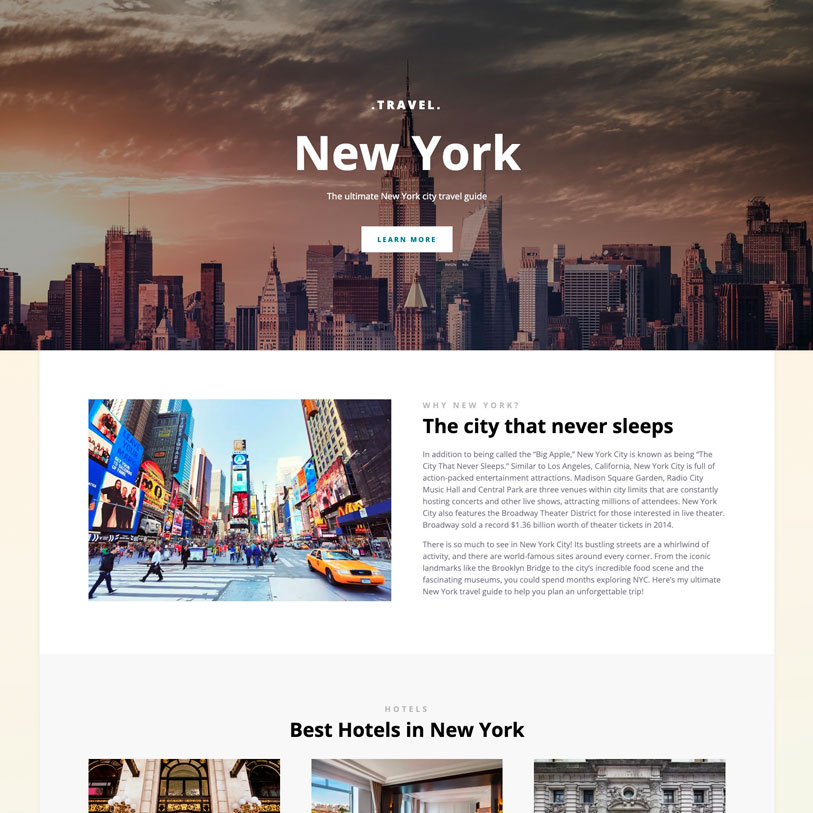 .TRAVEL.
New York
The ultimate New York city travel guide
LEARN MORE
WHY NEW YORK?
The city that never sleeps
In addition to being called the “Big Apple,” New York City is known as being “The
City That Never Sleeps.” Similar to Los Angeles, California, New York City is full of
action-packed entertainment attractions. Madison Square Garden, Radio City
Music Hall and Central Park are three venues within city limits that are constantly
hosting concerts and other live shows, attracting millions of attendees. New York
City also features the Broadway Theater District for those interested in live theater.
Broadway sold a record $1.36 billion worth of theater tickets in 2014.
There is so much to see in New York City! Its bustling streets are a whirlwind of
activity, and there are world-famous sites around every corner. From the iconic
landmarks like the Brooklyn Bridge to the city’s incredible food scene and the
fascinating museums, you could spend months exploring NYC. Here’s my ultimate
New York travel guide to help you plan an unforgettable trip!
HOTELS
Best Hotels in New York